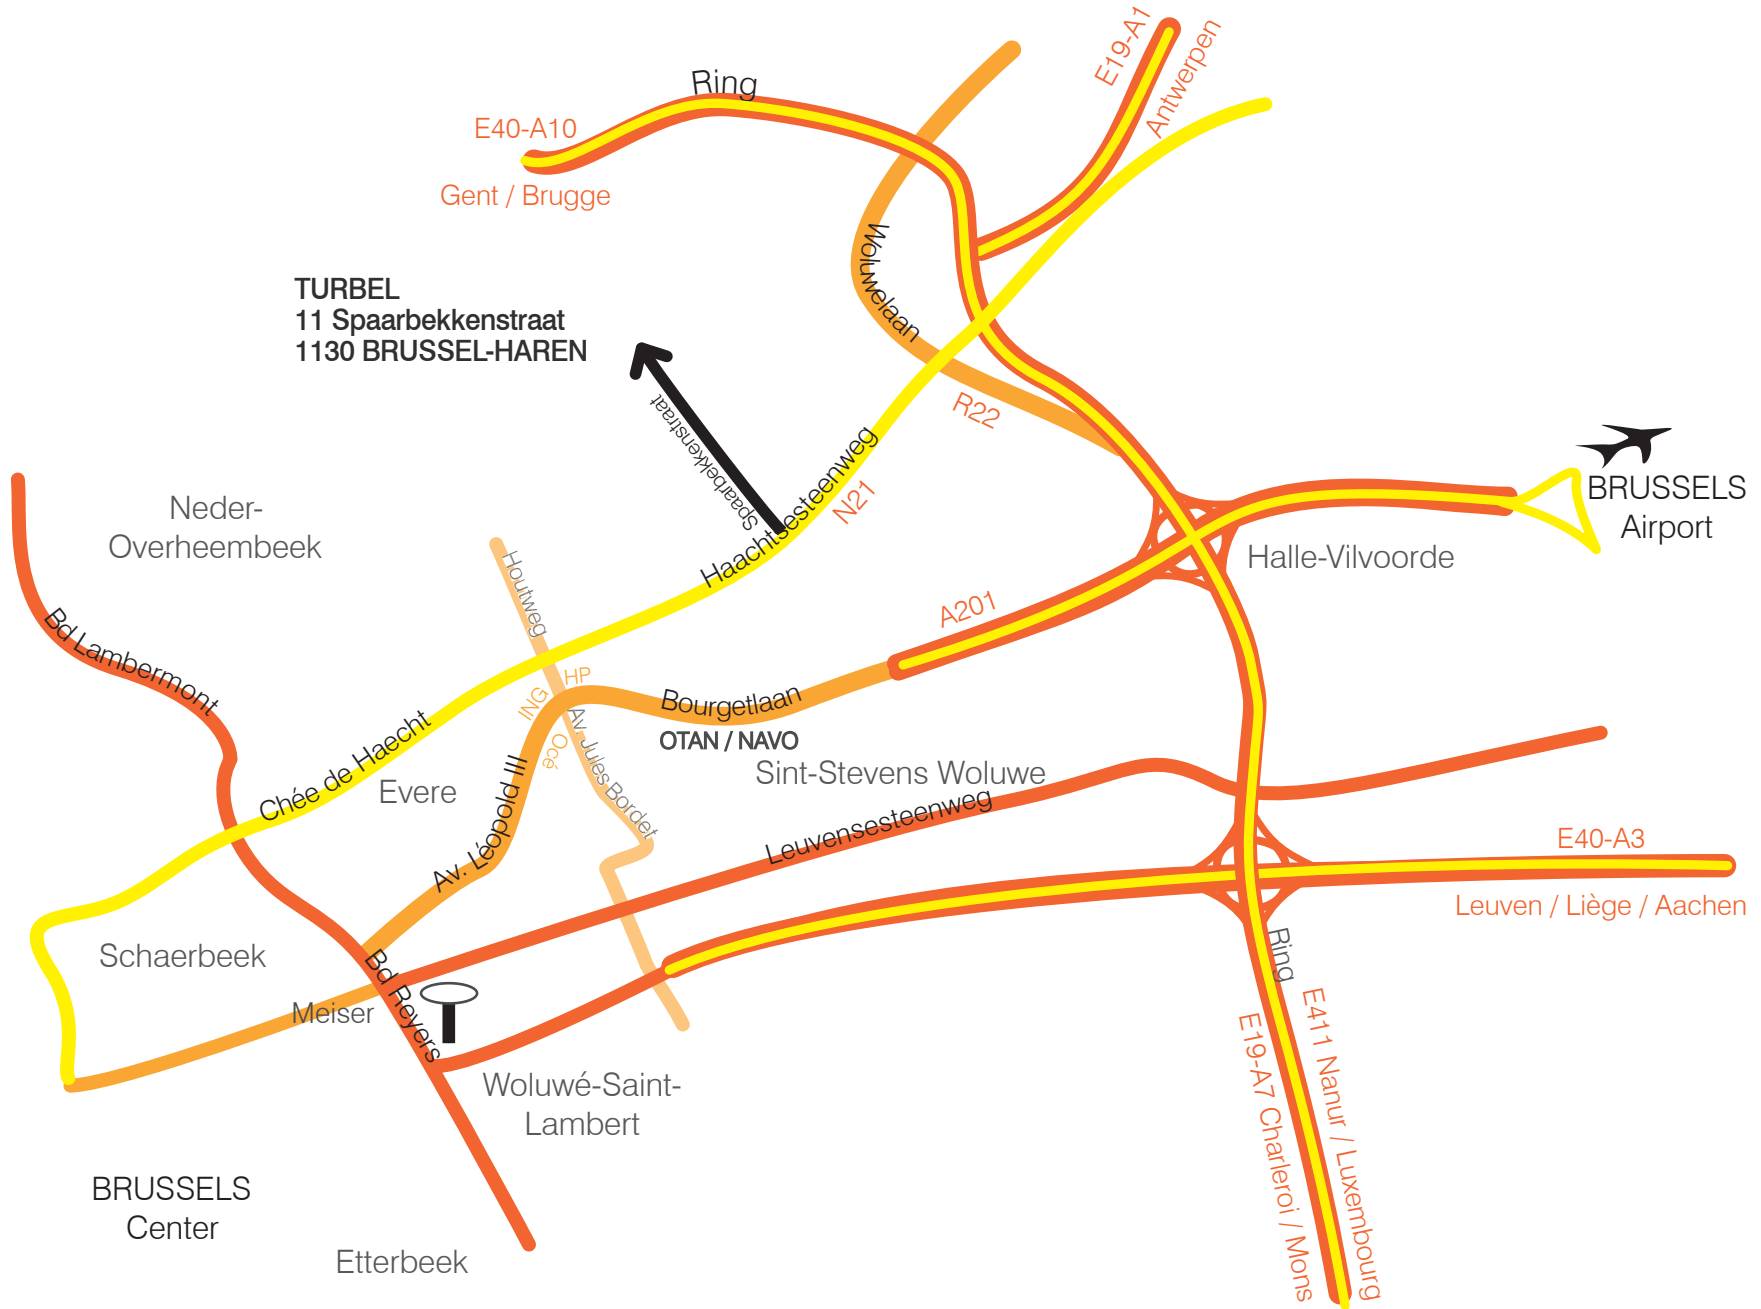 E19-A1
Antwerpen
Ring
E40-A10
Gent / Brugge
Woluwelaan
TURBEL
11 Spaarbekkenstraat
1130 BRUSSEL-HAREN
Spaarbekkenstraat
R22
Haachtsesteenweg
N21
BRUSSELS
Airport
Halle-Vilvoorde
Neder-
Overheembeek
Houtweg
A201
Bd Lambermont
HP
ING
Océ
Bourgetlaan
OTAN / NAVO
Av. Jules Bordet
Chée de Haecht
Evere
Av. Léopold III
Sint-Stevens Woluwe
Leuvensesteenweg
E40-A3
Leuven / Liège / Aachen
Schaerbeek
Meiser
Bd Reyers
Ring
E411 Nanur / Luxembourg
E19-A7 Charleroi / Mons
Woluwé-Saint-
Lambert
BRUSSELS
Center
Etterbeek